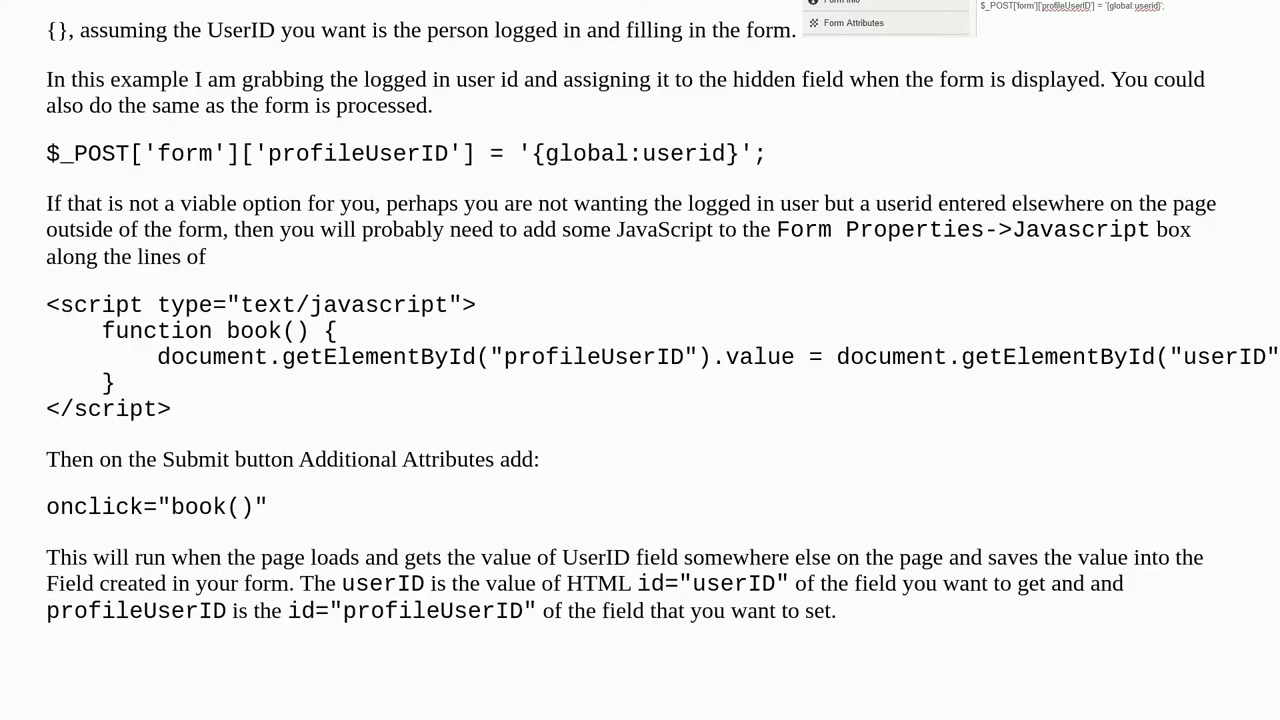 Form Info
$_POST['form']['profileUserID'] = '{global:userid}';
Form Attributes
{}, assuming the UserID you want is the person logged in and filling in the form.
In this example I am grabbing the logged in user id and assigning it to the hidden field when the form is displayed. You could
also do the same as the form is processed.
$_POST['form']['profileUserID'] = '{global:userid}';
If that is not a viable option for you, perhaps you are not wanting the logged in user but a userid entered elsewhere on the page
outside of the form, then you will probably need to add some JavaScript to the Form Properties->Javascript box
along the lines of
<script type="text/javascript">
    function book() {
        document.getElementById("profileUserID").value = document.getElementById("userID"
    }
</script>
Then on the Submit button Additional Attributes add:
onclick="book()"
This will run when the page loads and gets the value of UserID field somewhere else on the page and saves the value into the
Field created in your form. The userID is the value of HTML id="userID" of the field you want to get and and
profileUserID is the id="profileUserID" of the field that you want to set.